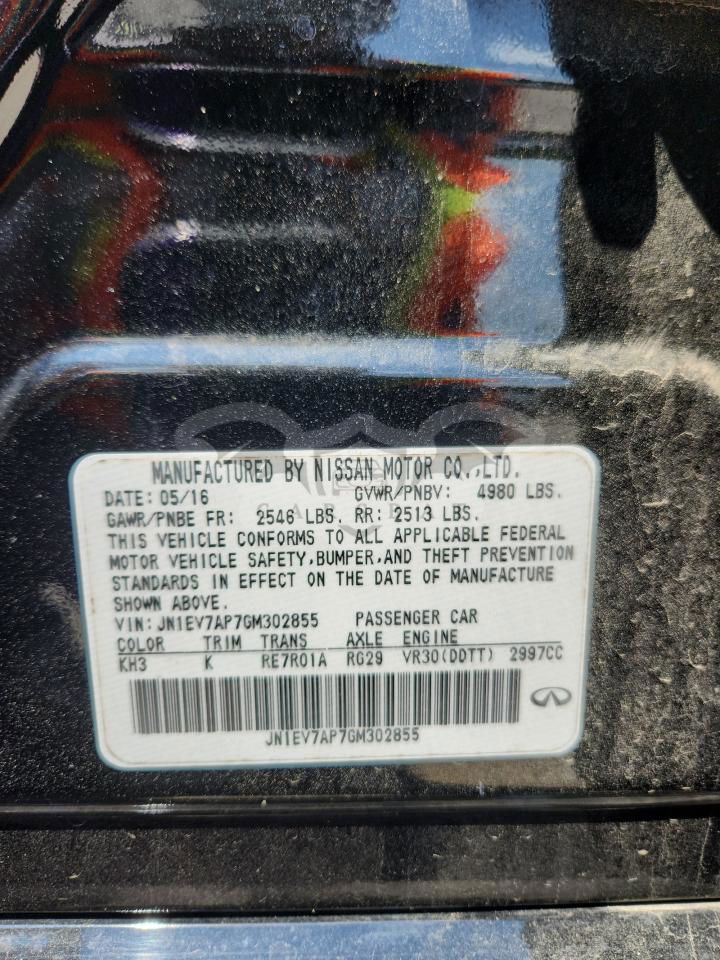 MANUFACTURED BY NISSAN MOTOR CO.,LTD.
DATE: 05/16 GVWR/PNBV: 4980 LBS.
GAWR/PNBE FR: 2546 LBS. RR: 2513 LBS.
THIS VEHICLE CONFORMS TO ALL APPLICABLE FEDERAL
MOTOR VEHICLE SAFETY,BUMPER,AND THEFT PREVENTION
STANDARDS IN EFFECT ON THE DATE OF MANUFACTURE
SHOWN ABOVE.
VIN: JN1EV7AP7GM302855 PASSENGER CAR
COLOR TRIM TRANS AXLE ENGINE
KH3 K RE7R01A RG29 VR30(DDTT) 2997CC
JN1EV7AP7GM302855